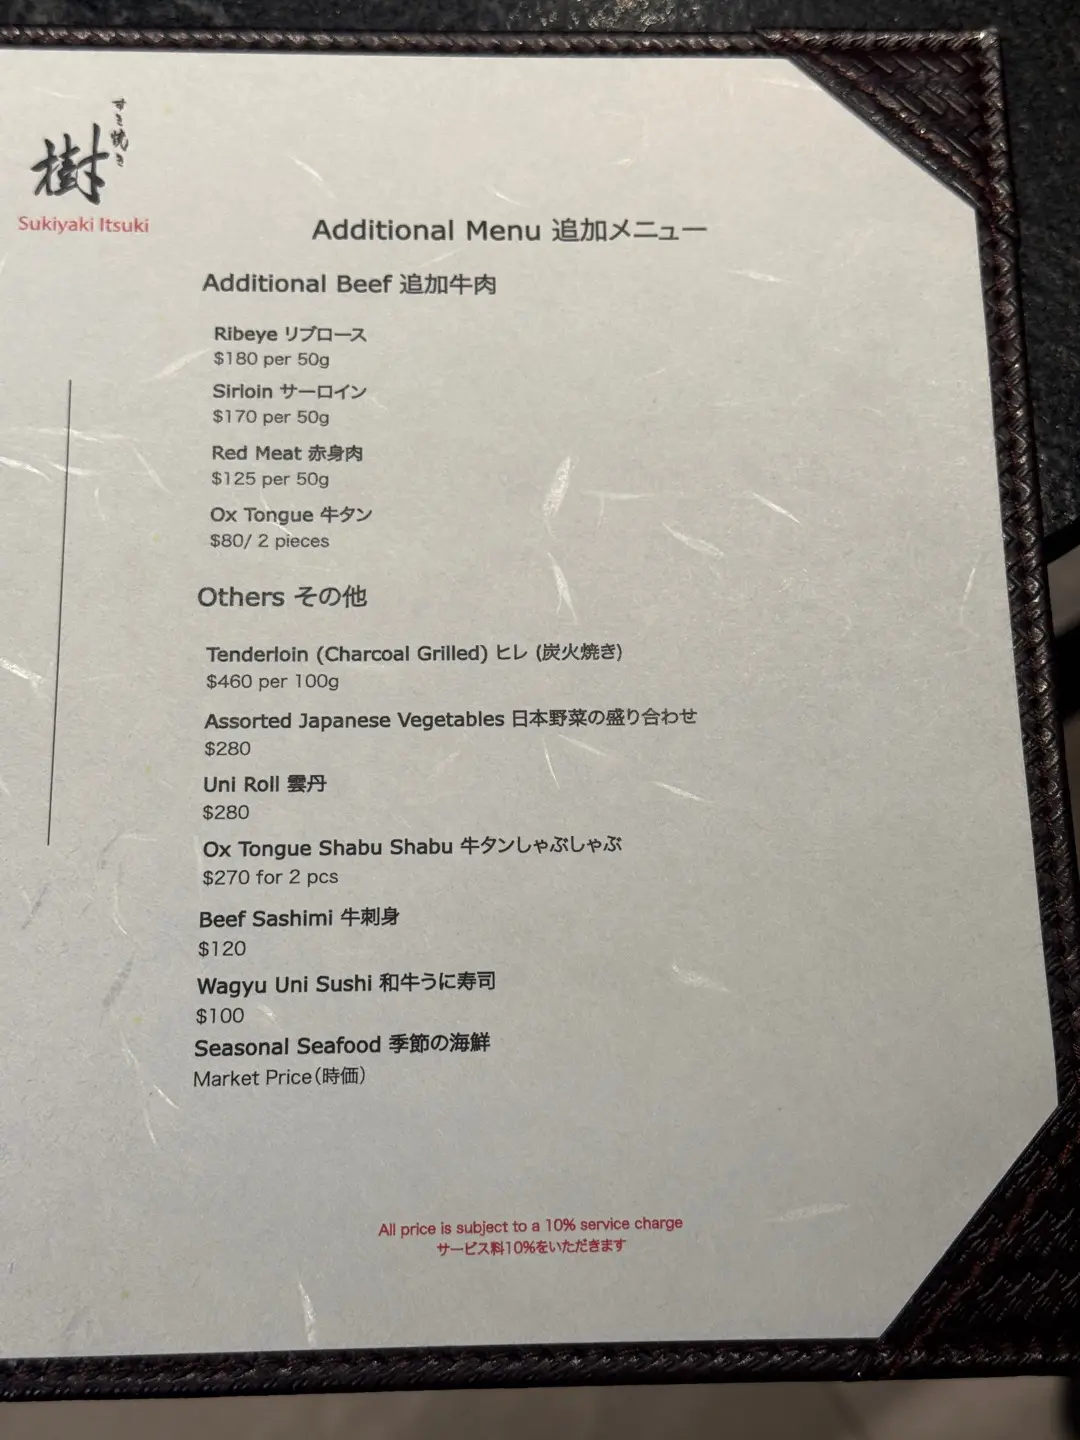 すき焼き
樹
Sukiyaki Itsuki
Additional Menu 追加メニュー
Additional Beef 追加牛肉
Ribeye リブロース
$180 per 50g
Sirloin サーロイン
$170 per 50g
Red Meat 赤身肉
$125 per 50g
Ox Tongue 牛タン
$80/ 2 pieces
Others その他
Tenderloin (Charcoal Grilled) ヒレ (炭火焼き)
$460 per 100g
Assorted Japanese Vegetables 日本野菜の盛り合わせ
$280
Uni Roll 雲丹
$280
Ox Tongue Shabu Shabu 牛タンしゃぶしゃぶ
$270 for 2 pcs
Beef Sashimi 牛刺身
$120
Wagyu Uni Sushi 和牛うに寿司
$100
Seasonal Seafood 季節の海鮮
Market Price(時価)
All price is subject to a 10% service charge
サービス料10%をいただきます